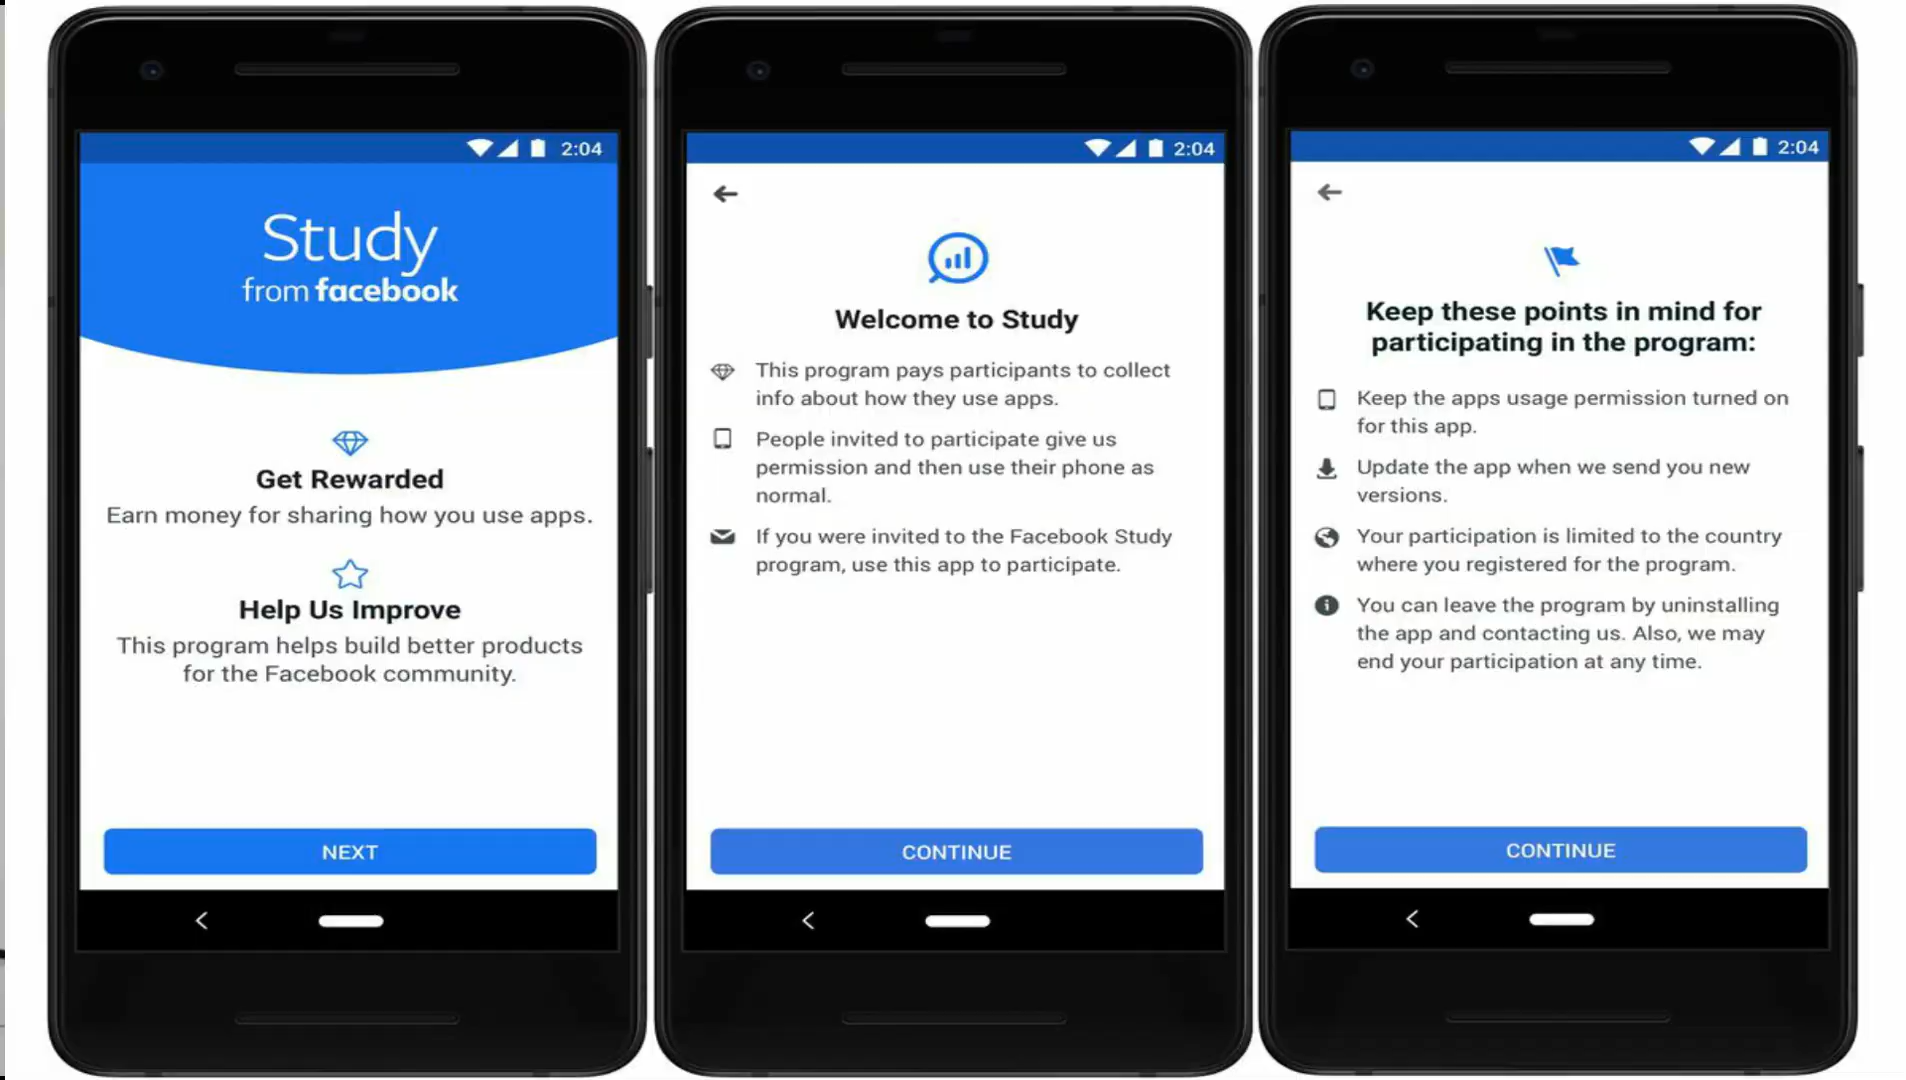 2:04
Study
from facebook
Get Rewarded
Earn money for sharing how you use apps.
Help Us Improve
This program helps build better products
for the Facebook community.
NEXT
2:04
Welcome to Study
This program pays participants to collect
info about how they use apps.
People invited to participate give us
permission and then use their phone as
normal.
If you were invited to the Facebook Study
program, use this app to participate.
CONTINUE
2:04
Keep these points in mind for
participating in the program:
Keep the apps usage permission turned on
for this app.
Update the app when we send you new
versions.
Your participation is limited to the country
where you registered for the program.
You can leave the program by uninstalling
the app and contacting us. Also, we may
end your participation at any time.
CONTINUE